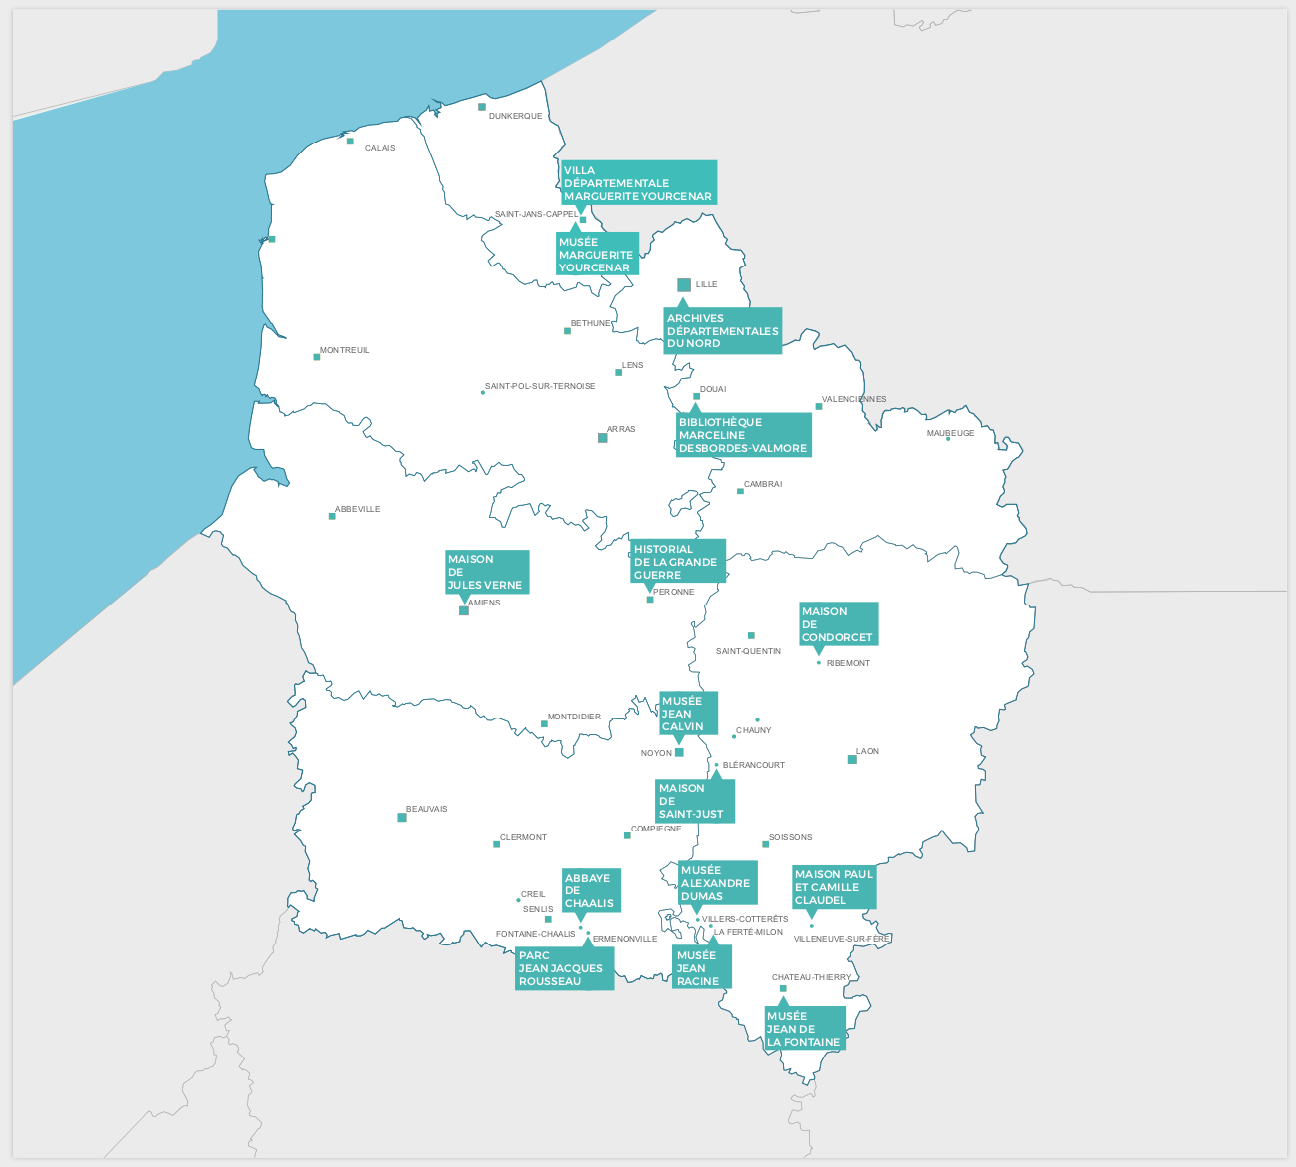 DUNKERQUE
CALAIS
VILLA
DÉPARTEMENTALE
MARGUERITE YOURCENAR
SAINT-JANS-CAPPEL
MUSÉE
MARGUERITE
YOURCENAR
LILLE
ARCHIVES
DÉPARTEMENTALES
DU NORD
BETHUNE
MONTREUIL
LENS
SAINT-POL-SUR-TERNOISE
DOUAI
VALENCIENNES
BIBLIOTHÈQUE
MARCELINE
DESBORDES-VALMORE
ARRAS
MAUBEUGE
CAMBRAI
ABBEVILLE
HISTORIAL
DE LA GRANDE
GUERRE
MAISON
DE
JULES VERNE
PERONNE
AMIENS
MAISON
DE
CONDORCET
SAINT-QUENTIN
RIBEMONT
MUSÉE
JEAN
CALVIN
MONTDIDIER
CHAUNY
NOYON
LAON
BLÉRANCOURT
MAISON
DE
SAINT-JUST
BEAUVAIS
COMPIEGNE
CLERMONT
SOISSONS
MUSÉE
ALEXANDRE
DUMAS
MAISON PAUL
ET CAMILLE
CLAUDEL
ABBAYE
DE
CHAALIS
CREIL
SENLIS
VILLERS-COTTERÊTS
LA FERTÉ-MILON
FONTAINE-CHAALIS
ERMENONVILLE
VILLENEUVE-SUR-FÈRE
PARC
JEAN JACQUES
ROUSSEAU
MUSÉE
JEAN
RACINE
CHATEAU-THIERRY
MUSÉE
JEAN DE
LA FONTAINE